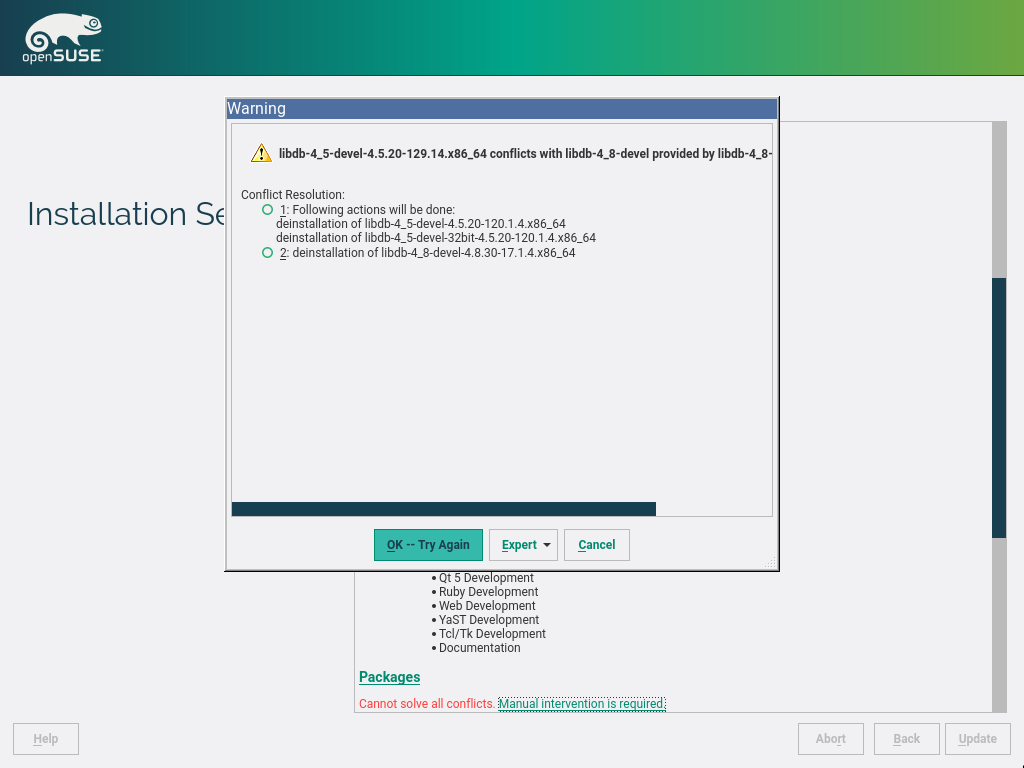 openSUSE
Warning
libdb-4_5-devel-4.5.20-129.14.x86_64 conflicts with libdb-4_8-devel provided by libdb-4_8-
Installation Se
Conflict Resolution:
1: Following actions will be done:
deinstallation of libdb-4_5-devel-4.5.20-120.1.4.x86_64
deinstallation of libdb-4_5-devel-32bit-4.5.20-120.1.4.x86_64
2: deinstallation of libdb-4_8-devel-4.8.30-17.1.4.x86_64
OK -- Try Again Expert Cancel
• Qt 5 Development
• Ruby Development
• Web Development
• YaST Development
• Tcl/Tk Development
• Documentation
Packages
Cannot solve all conflicts. Manual intervention is required.
Help Abort Back Update